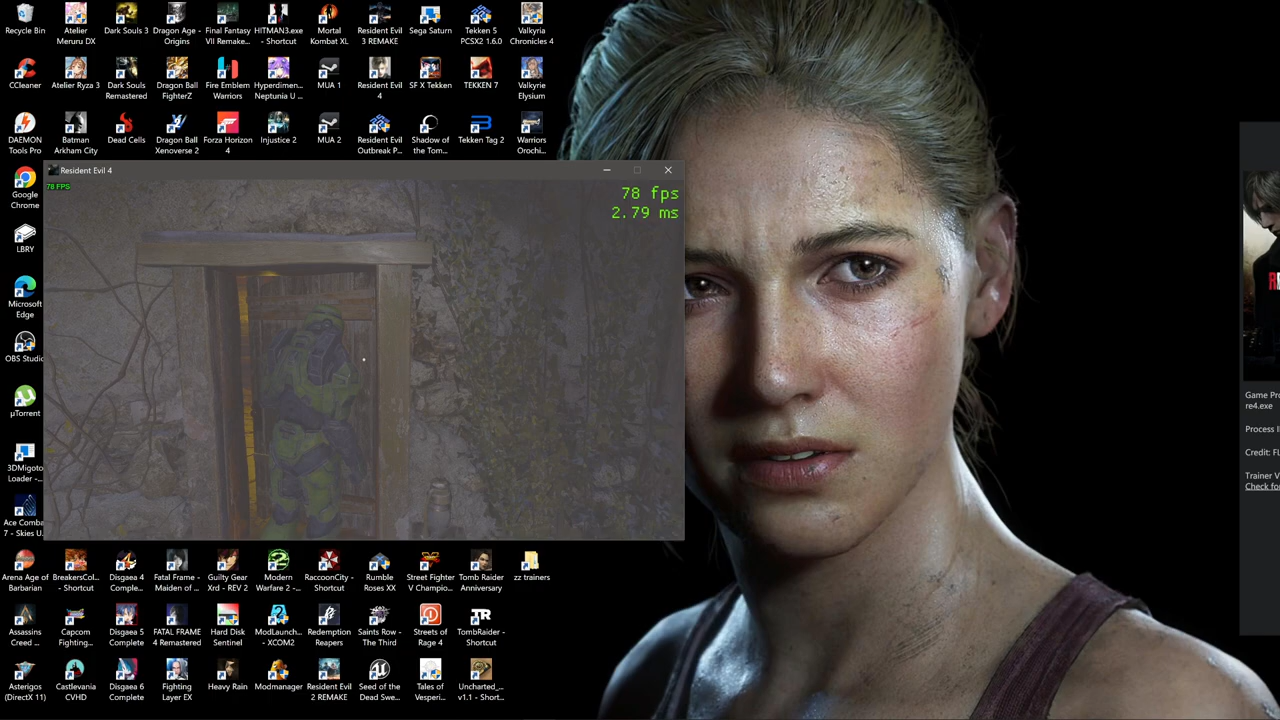 Recycle Bin
Atelier
Meruru DX
Dark Souls 3
Dragon Age -
Origins
Final Fantasy
VII Remake...
HITMAN3.exe
- Shortcut
Mortal
Kombat XL
Resident Evil
3 REMAKE
Sega Saturn
Tekken 5
PCSX2 1.6.0
Valkyria
Chronicles 4
CCleaner
Atelier Ryza 3
Dark Souls
Remastered
Dragon Ball
FighterZ
Fire Emblem
Warriors
Hyperdimen...
Neptunia U ...
MUA 1
Resident Evil
4
SF X Tekken
TEKKEN 7
Valkyrie
Elysium
DAEMON
Tools Pro
Batman
Arkham City
Dead Cells
Dragon Ball
Xenoverse 2
Forza Horizon
4
Injustice 2
MUA 2
Resident Evil
Outbreak P...
Shadow of
the Tom...
Tekken Tag 2
Warriors
Orochi...
Resident Evil 4
78 FPS
78 fps
2.79 ms
Google
Chrome
LBRY
Microsoft
Edge
OBS Studio
µTorrent
3DMigoto
Loader -...
Ace Comba
7 - Skies U.
Game Pro
re4.exe
Process I
Credit: FL
Trainer V
Check for
Arena Age of
Barbarian
BreakersCol...
- Shortcut
Disgaea 4
Comple...
Fatal Frame -
Maiden of ...
Guilty Gear
Xrd - REV 2
Modern
Warfare 2 -...
RaccoonCity -
Shortcut
Rumble
Roses XX
Street Fighter
V Champio...
Tomb Raider
Anniversary
zz trainers
Assassins
Creed ...
Capcom
Fighting...
Disgaea 5
Complete
FATAL FRAME
4 Remastered
Hard Disk
Sentinel
ModLaunch...
- XCOM2
Redemption
Reapers
Saints Row -
The Third
Streets of
Rage 4
TR
TombRaider -
Shortcut
Asterigos
(DirectX 11)
Castlevania
CVHD
Disgaea 6
Complete
Fighting
Layer EX
Heavy Rain
Modmanager
Resident Evil
2 REMAKE
Seed of the
Dead Swe...
Tales of
Vesperi...
Uncharted_...
v1.1 - Short...